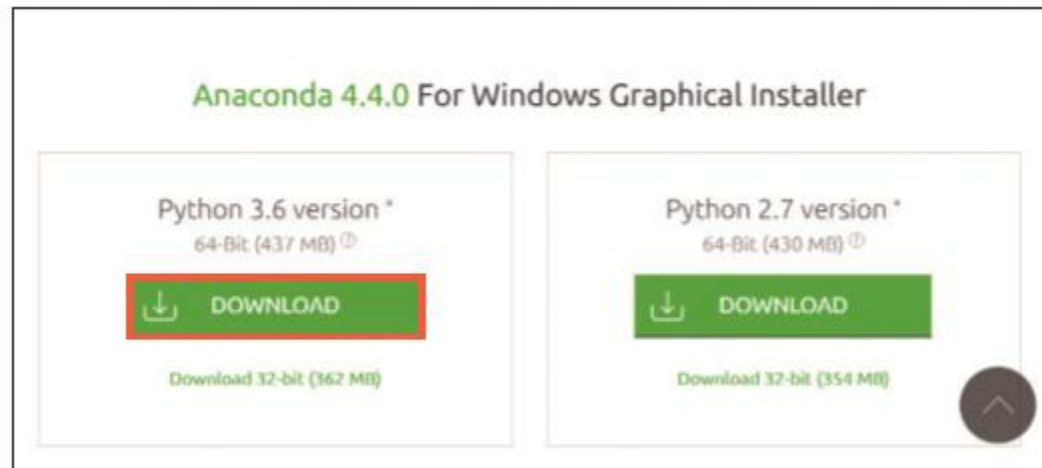 Anaconda 4.4.0 For Windows Graphical Installer
Python 3.6 version *
64-Bit (437 MB) ?
DOWNLOAD
Download 32-bit (362 MB)
Python 2.7 version *
64-Bit (430 MB) ?
DOWNLOAD
Download 32-bit (354 MB)